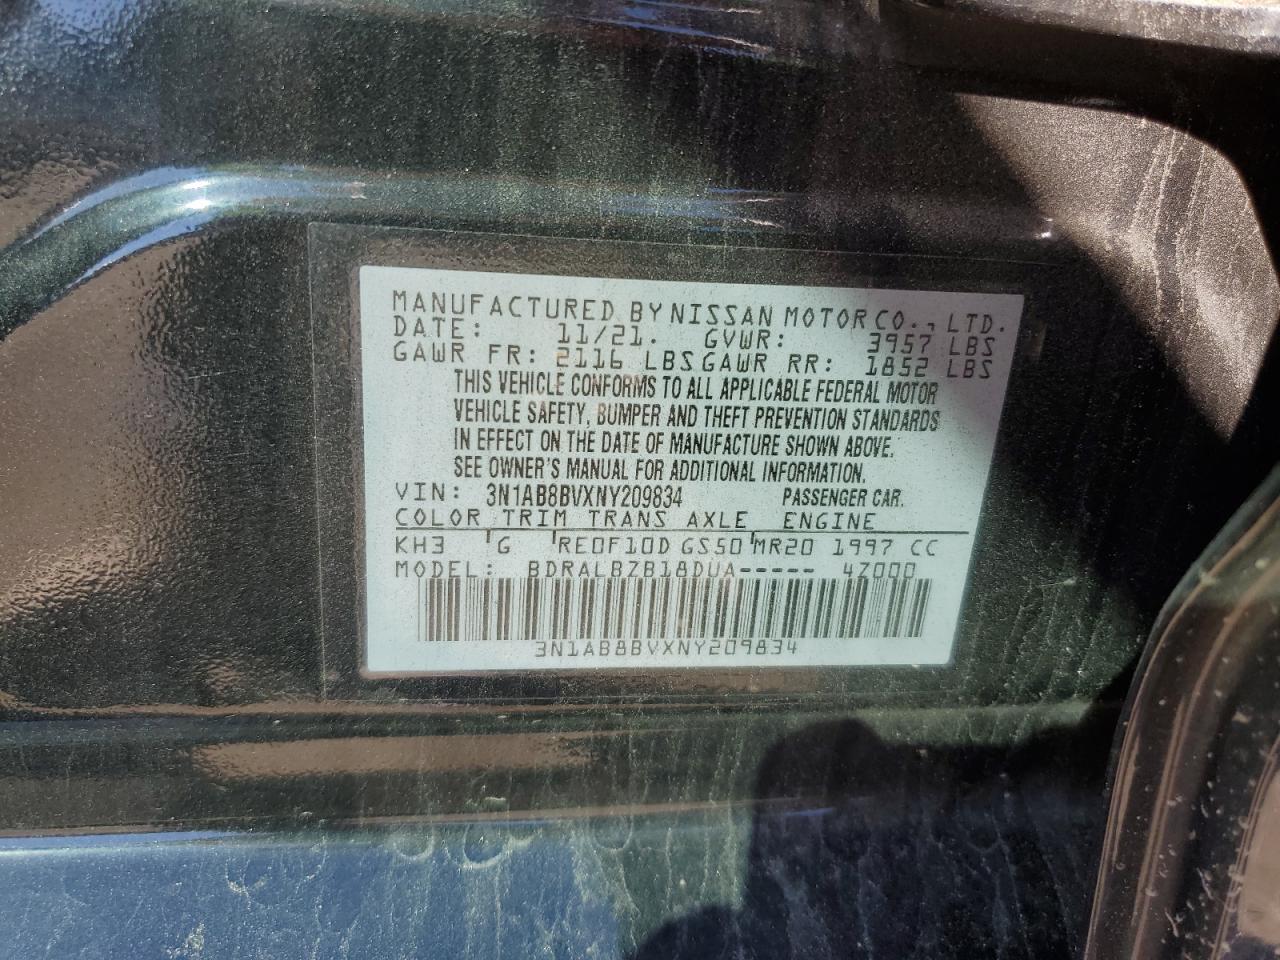 MANUFACTURED BY NISSAN MOTOR CO., LTD.
DATE: 11/21. GVWR: 3957 LBS
GAWR FR: 2116 LBS GAWR RR: 1852 LBS
THIS VEHICLE CONFORMS TO ALL APPLICABLE FEDERAL MOTOR
VEHICLE SAFETY, BUMPER AND THEFT PREVENTION STANDARDS
IN EFFECT ON THE DATE OF MANUFACTURE SHOWN ABOVE.
SEE OWNER'S MANUAL FOR ADDITIONAL INFORMATION.
VIN: 3N1AB8BVXNY209834 PASSENGER CAR.
COLOR TRIM TRANS AXLE ENGINE
KH3 G RE0F10D GS50 MR20 1997 CC
MODEL: BDRALBZB18DUA----- 47000
3N1AB8BVXNY209834